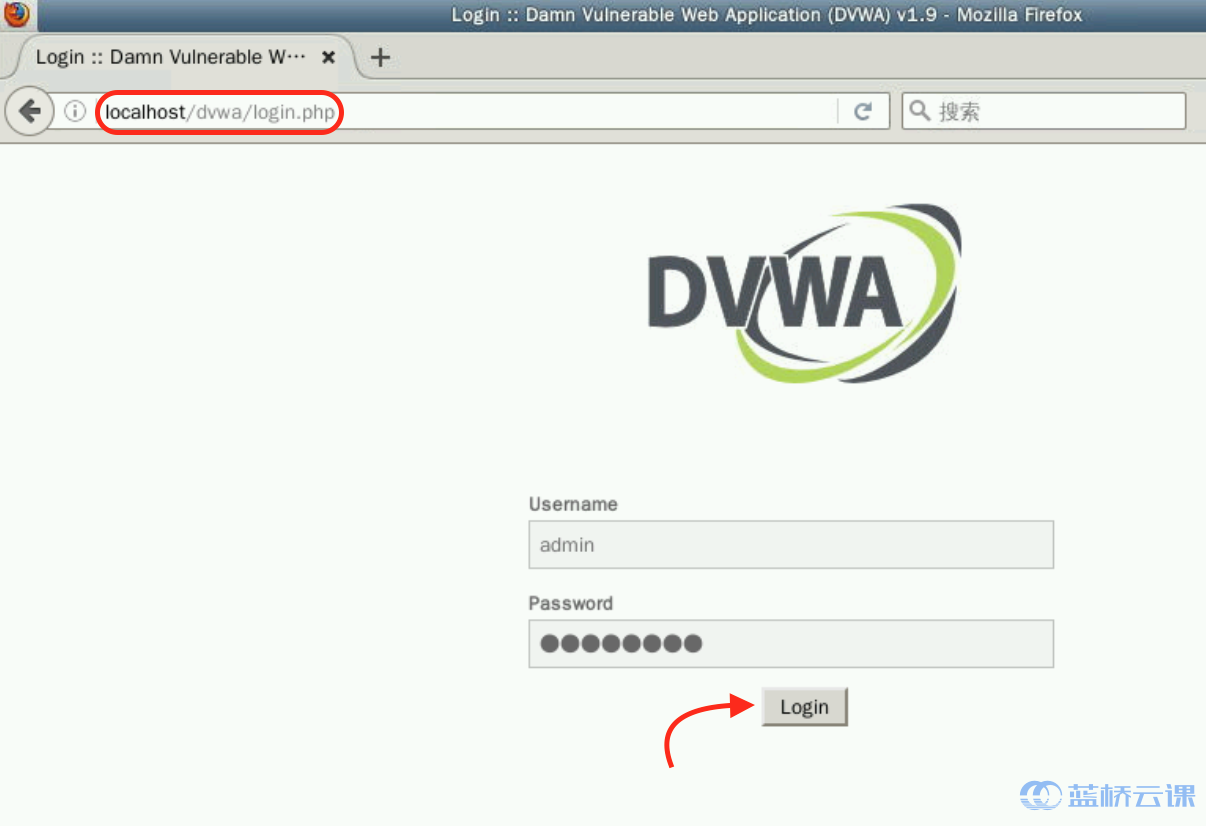 Login :: Damn Vulnerable Web Application (DVWA) v1.9 - Mozilla Firefox
Login :: Damn Vulnerable W···
localhost/dvwa/login.php
搜索
DVWA
Username
admin
Password
Login
蓝桥云课